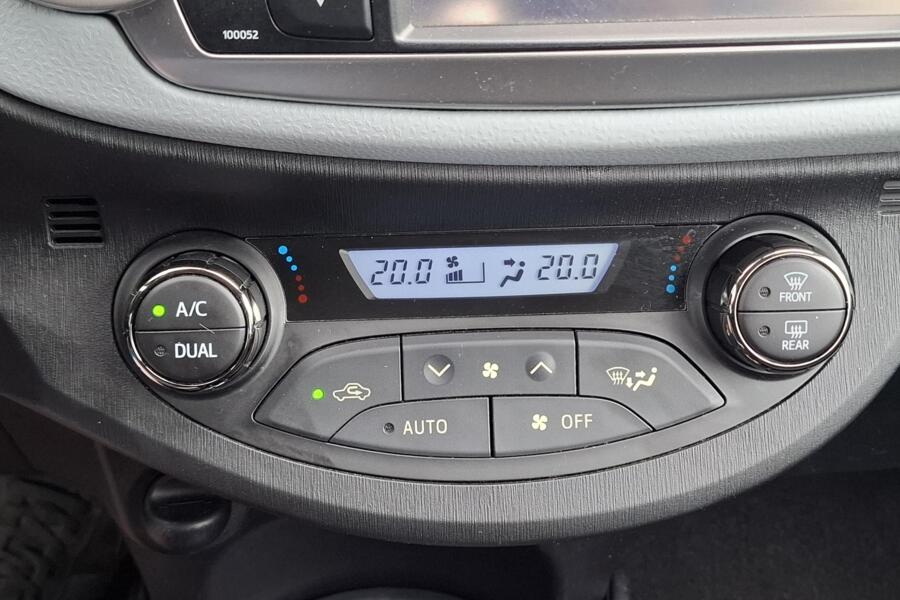 100052
20.0
20.0
A/C
DUAL
FRONT
REAR
AUTO
OFF